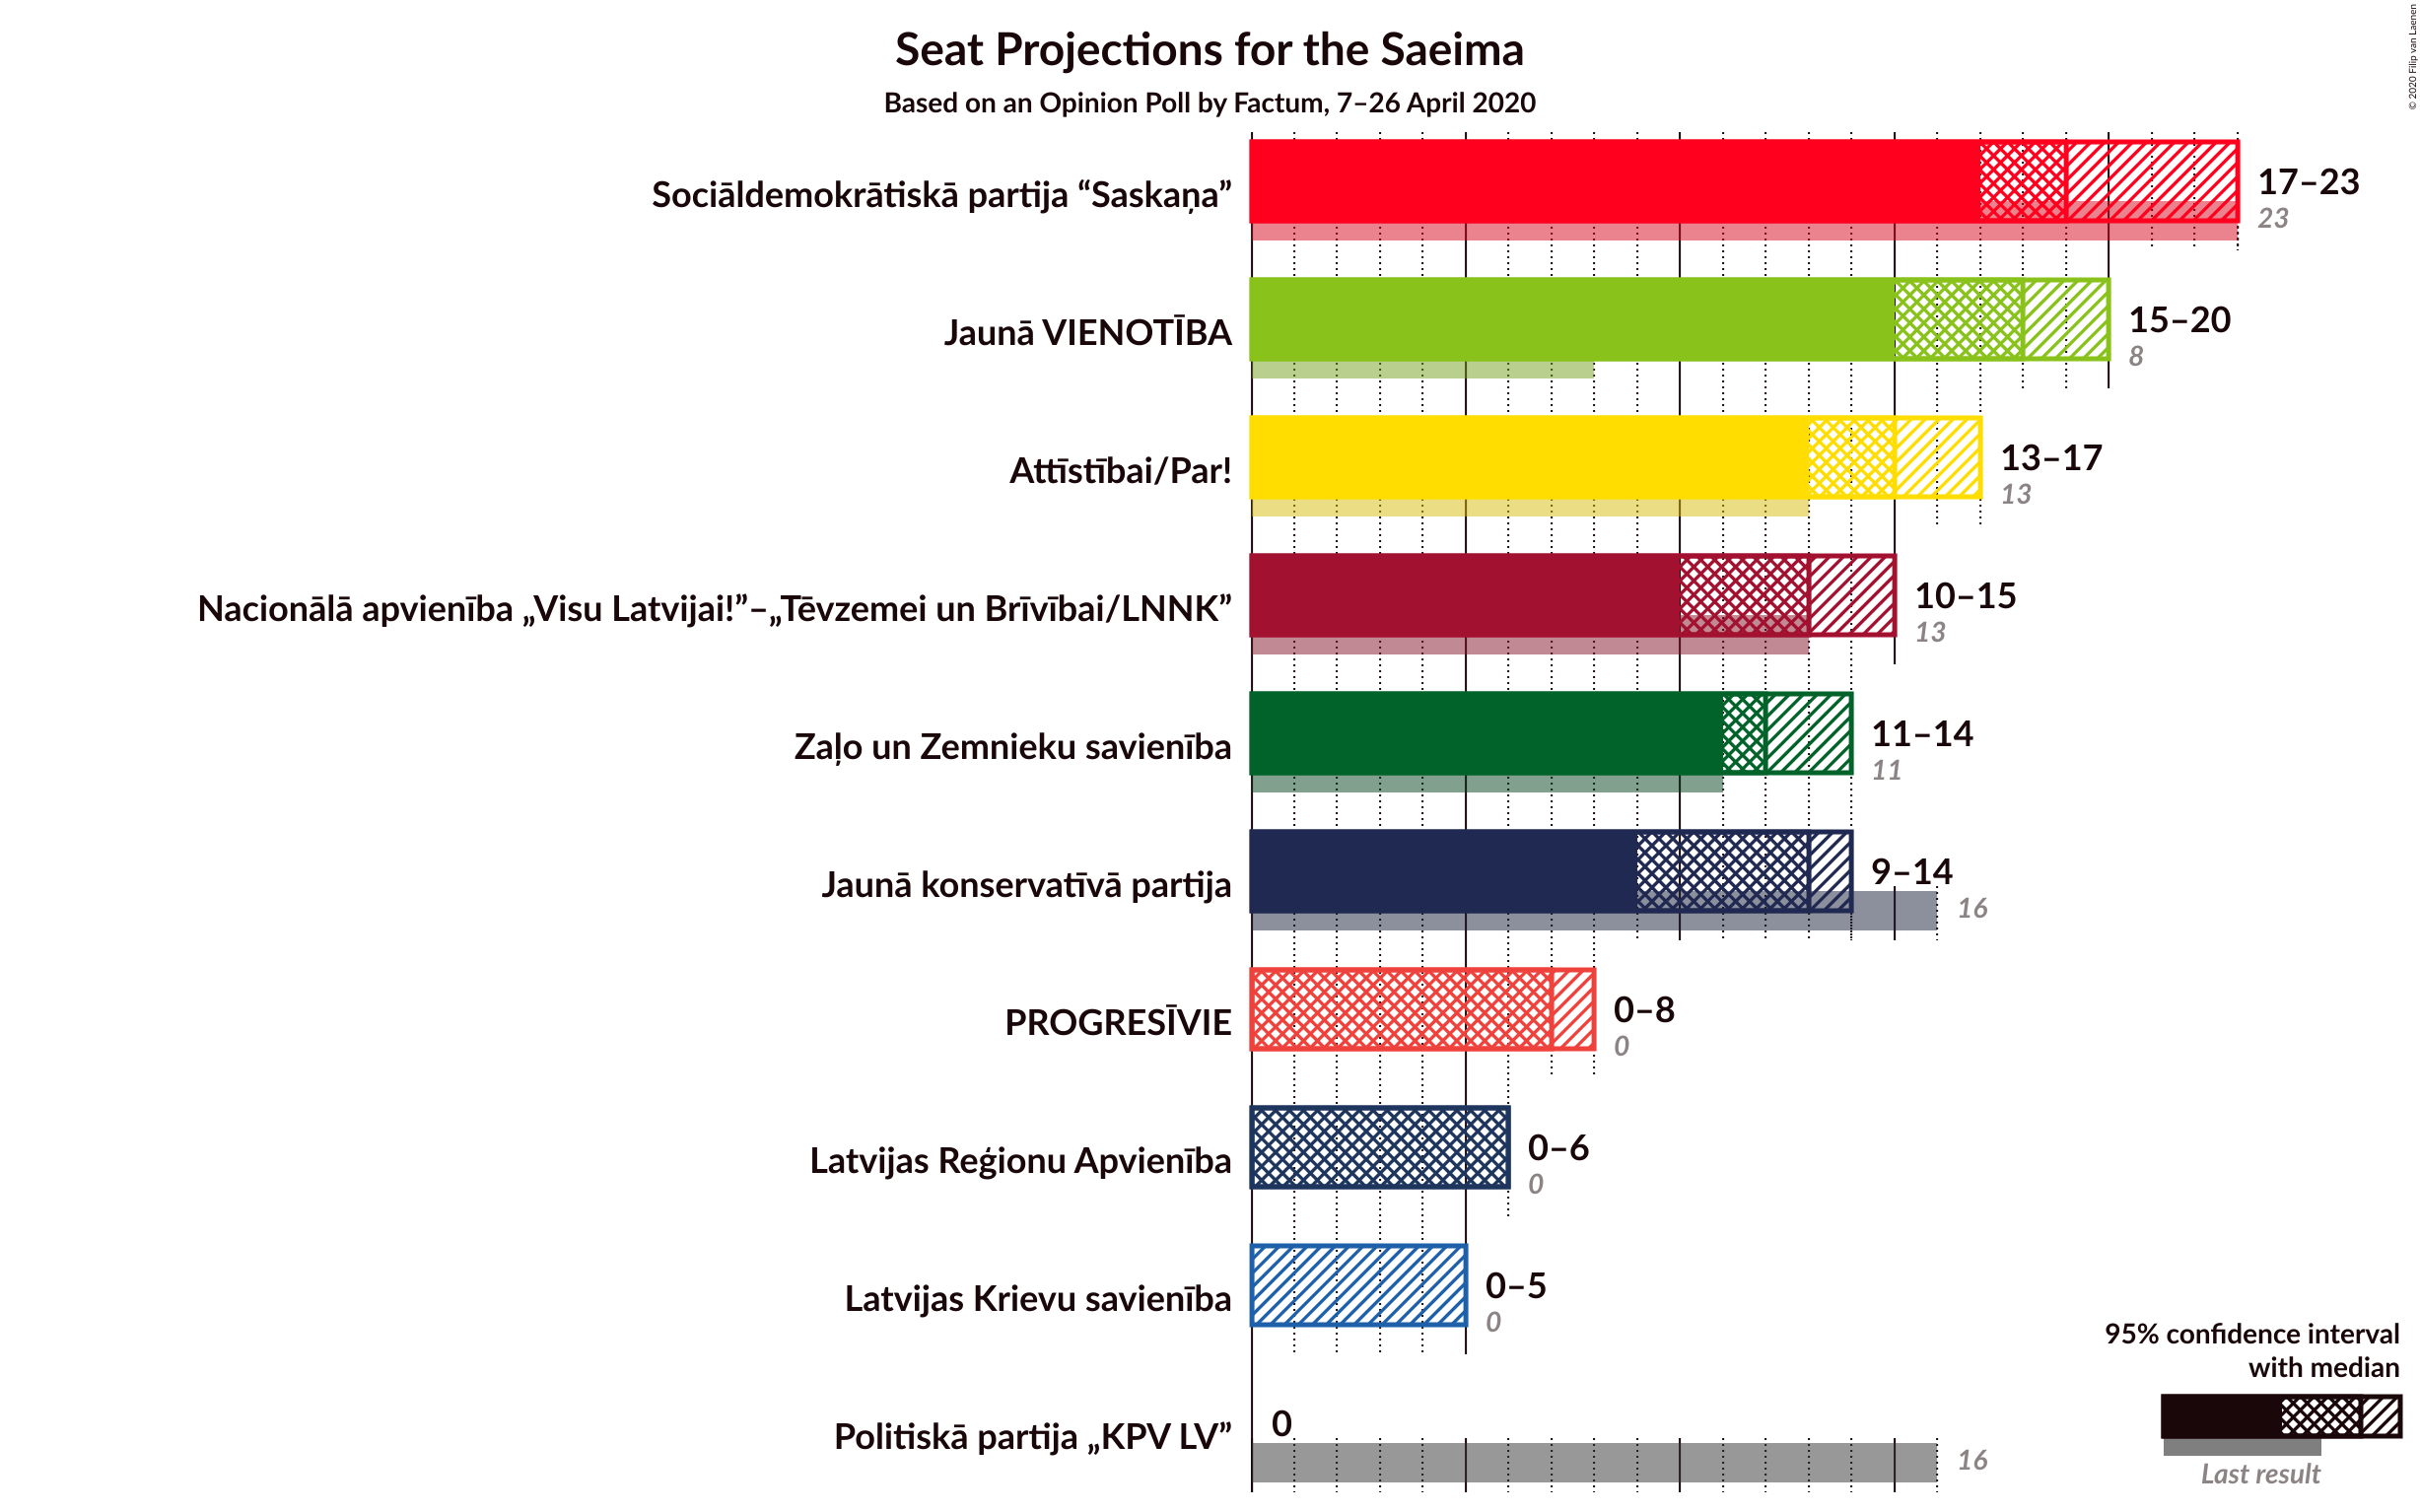 Seat Projections for the Saeima
Based on an Opinion Poll by Factum, 7–26 April 2020
© 2020 Filip van Laenen
Sociāldemokrātiskā partija “Saskaņa”
17–23
23
Jaunā VIENOTĪBA
15–20
8
Attīstībai/Par!
13–17
13
Nacionālā apvienība „Visu Latvijai!”–„Tēvzemei un Brīvībai/LNNK”
10–15
13
Zaļo un Zemnieku savienība
11–14
11
Jaunā konservatīvā partija
9–14
16
PROGRESĪVIE
0–8
0
Latvijas Reģionu Apvienība
0–6
0
Latvijas Krievu savienība
0–5
0
Politiskā partija „KPV LV”
0
16
95% confidence interval
with median
Last result